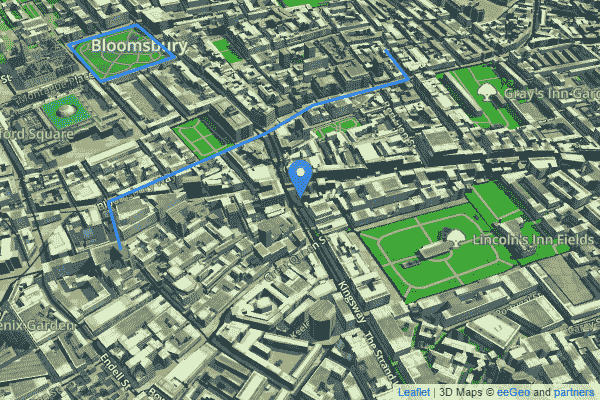 Bloomsbury
Gray's Inn Gar
ford Square
Lincoln's Inn Fields
Kingsway The Strand
enix Garden
Endell St
Leaflet | 3D Maps © eeGeo and partners